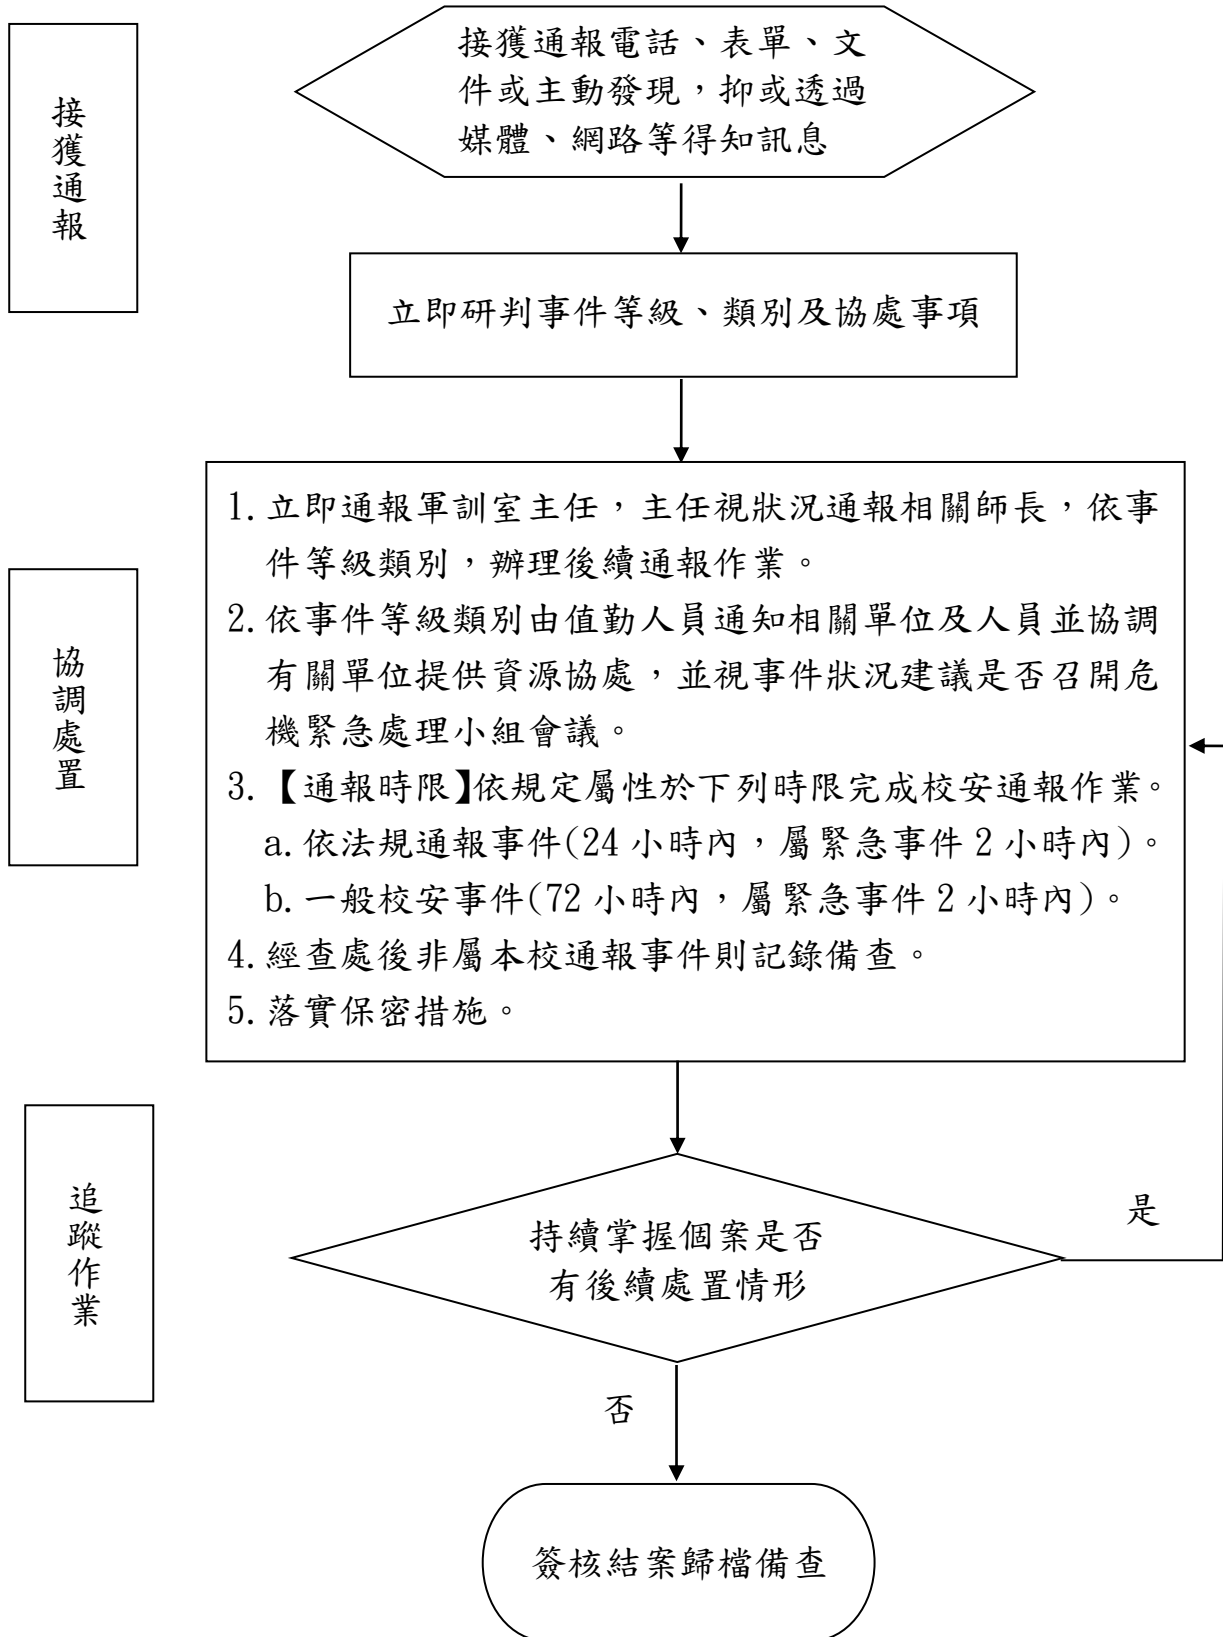 接獲通報
接獲通報電話、表單、文
件或主動發現，抑或透過
媒體、網路等得知訊息
立即研判事件等級、類別及協處事項
協調處置
1.立即通報軍訓室主任，主任視狀況通報相關師長，依事
件等級類別，辦理後續通報作業。
2.依事件等級類別由值勤人員通知相關單位及人員並協調
有關單位提供資源協處，並視事件狀況建議是否召開危
機緊急處理小組會議。
3.【通報時限】依規定屬性於下列時限完成校安通報作業。
a.依法規通報事件(24 小時內，屬緊急事件 2 小時內)。
b.一般校安事件(72 小時內，屬緊急事件 2 小時內)。
4.經查處後非屬本校通報事件則記錄備查。
5.落實保密措施。
追蹤作業
持續掌握個案是否
有後續處置情形
是
否
簽核結案歸檔備查